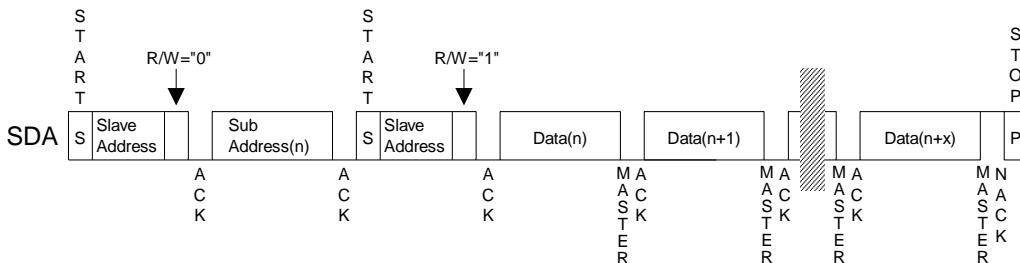 START
R/W="0"
START
R/W="1"
STOP
SDA
S
Slave
Address
Sub
Address(n)
S
Slave
Address
Data(n)
Data(n+1)
Data(n+x)
P
ACK
ACK
ACK
MASTER
ACK
MASTER
ACK
MASTER
ACK
MASTER
NACK